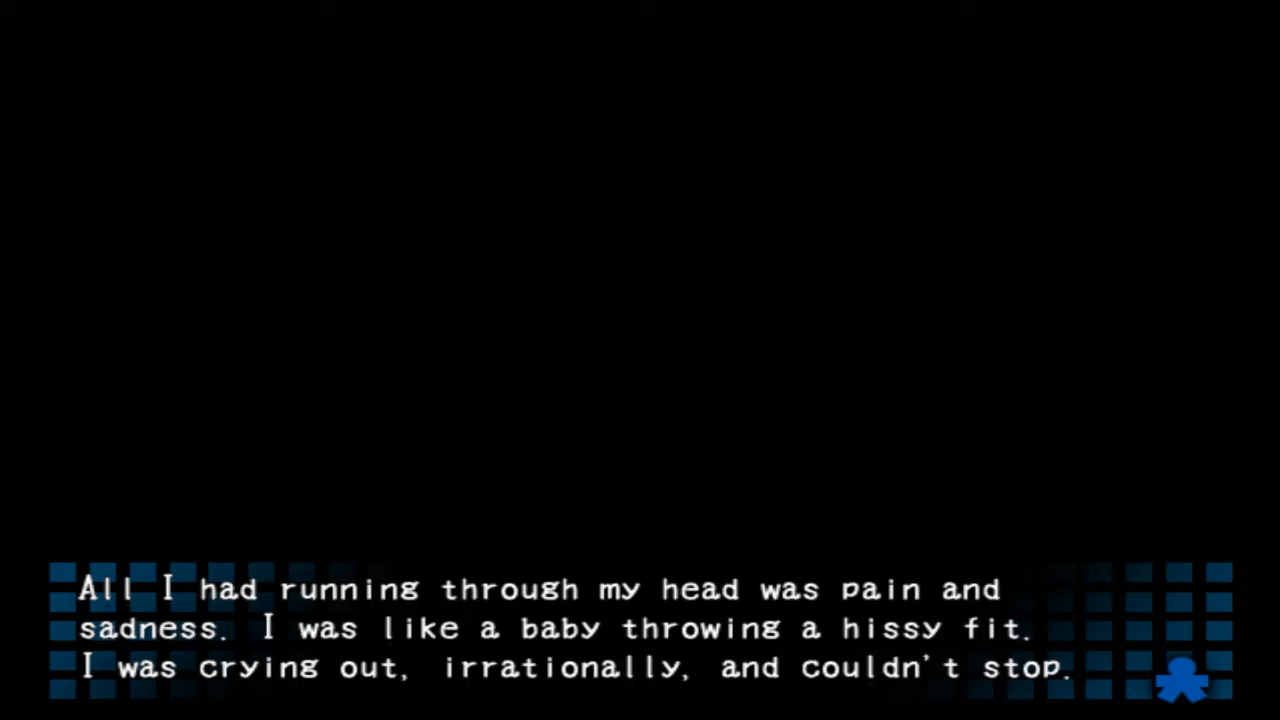 All I had running through my head was pain and
sadness. I was like a baby throwing a hissy fit.
I was crying out, irrationally, and couldn't stop.